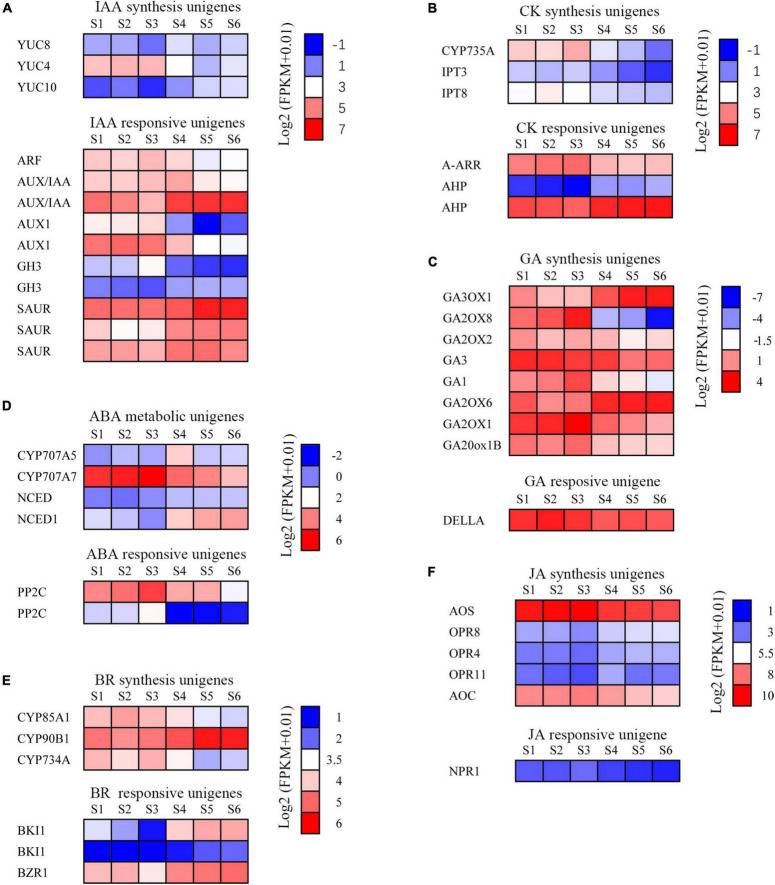 A
IAA synthesis unigenes
S1 S2 S3 S4 S5 S6
YUC8
YUC4
YUC10
IAA responsive unigenes
S1 S2 S3 S4 S5 S6
ARF
AUX/IAA
AUX/IAA
AUX1
AUX1
GH3
GH3
SAUR
SAUR
SAUR
Log2 (FPKM+0.01)
-1
1
3
5
7
B
CK synthesis unigenes
S1 S2 S3 S4 S5 S6
CYP735A
IPT3
IPT8
CK responsive unigenes
S1 S2 S3 S4 S5 S6
A-ARR
AHP
AHP
Log2 (FPKM+0.01)
-1
1
3
5
7
C
GA synthesis unigenes
S1 S2 S3 S4 S5 S6
GA3OX1
GA2OX8
GA2OX2
GA3
GA1
GA2OX6
GA2OX1
GA20ox1B
GA resposive unigene
S1 S2 S3 S4 S5 S6
DELLA
Log2 (FPKM+0.01)
-7
-4
-1.5
1
4
D
ABA metabolic unigenes
S1 S2 S3 S4 S5 S6
CYP707A5
CYP707A7
NCED
NCED1
ABA responsive unigenes
S1 S2 S3 S4 S5 S6
PP2C
PP2C
Log2 (FPKM+0.01)
-2
0
2
4
6
E
BR synthesis unigenes
S1 S2 S3 S4 S5 S6
CYP85A1
CYP90B1
CYP734A
BR responsive unigenes
S1 S2 S3 S4 S5 S6
BKI1
BKI1
BZR1
Log2 (FPKM+0.01)
1
2
3.5
4
5
6
F
JA synthesis unigenes
S1 S2 S3 S4 S5 S6
AOS
OPR8
OPR4
OPR11
AOC
JA responsive unigene
S1 S2 S3 S4 S5 S6
NPR1
Log2 (FPKM+0.01)
1
3
5.5
8
10